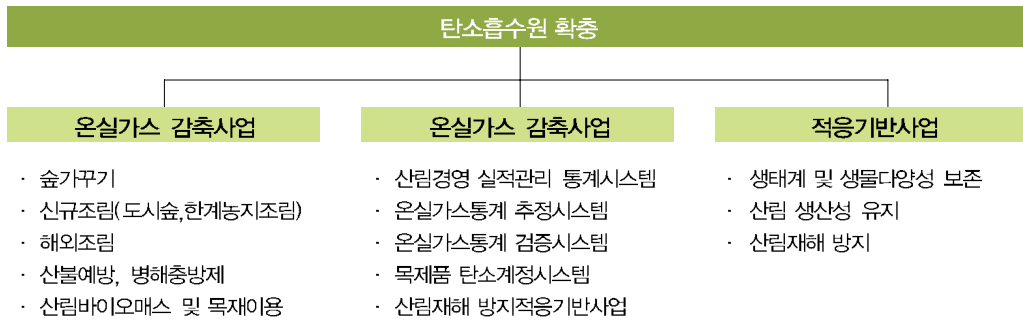 탄소흡수원 확충
온실가스 감축사업
· 숲가꾸기
· 신규조림(도시숲,한계농지조림)
· 해외조림
· 산불예방, 병해충방제
· 산림바이오매스 및 목재이용
온실가스 감축사업
· 산림경영 실적관리 통계시스템
· 온실가스통계 추정시스템
· 온실가스통계 검증시스템
· 목제품 탄소계정시스템
· 산림재해 방지적응기반사업
적응기반사업
· 생태계 및 생물다양성 보존
· 산림 생산성 유지
· 산림재해 방지